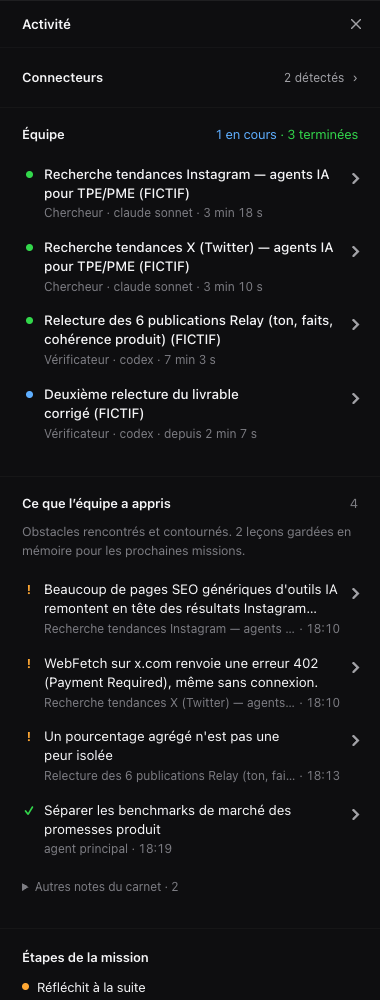 Activité
Connecteurs
2 détectés ›
Équipe
1 en cours · 3 terminées
Recherche tendances Instagram — agents IA
pour TPE/PME (FICTIF)
Chercheur · claude sonnet · 3 min 18 s
Recherche tendances X (Twitter) — agents IA
pour TPE/PME (FICTIF)
Chercheur · claude sonnet · 3 min 10 s
Relecture des 6 publications Relay (ton, faits,
cohérence produit) (FICTIF)
Vérificateur · codex · 7 min 3 s
Deuxième relecture du livrable
corrigé (FICTIF)
Vérificateur · codex · depuis 2 min 7 s
Ce que l’équipe a appris
4
Obstacles rencontrés et contournés. 2 leçons gardées en
mémoire pour les prochaines missions.
! Beaucoup de pages SEO génériques d'outils IA
remontent en tête des résultats Instagram…
Recherche tendances Instagram — agents … · 18:10
! WebFetch sur x.com renvoie une erreur 402
(Payment Required), même sans connexion.
Recherche tendances X (Twitter) — agents… · 18:10
! Un pourcentage agrégé n'est pas une
peur isolée
Relecture des 6 publications Relay (ton, fai… · 18:13
✓ Séparer les benchmarks de marché des
promesses produit
agent principal · 18:19
▶ Autres notes du carnet · 2
Étapes de la mission
Réfléchit à la suite